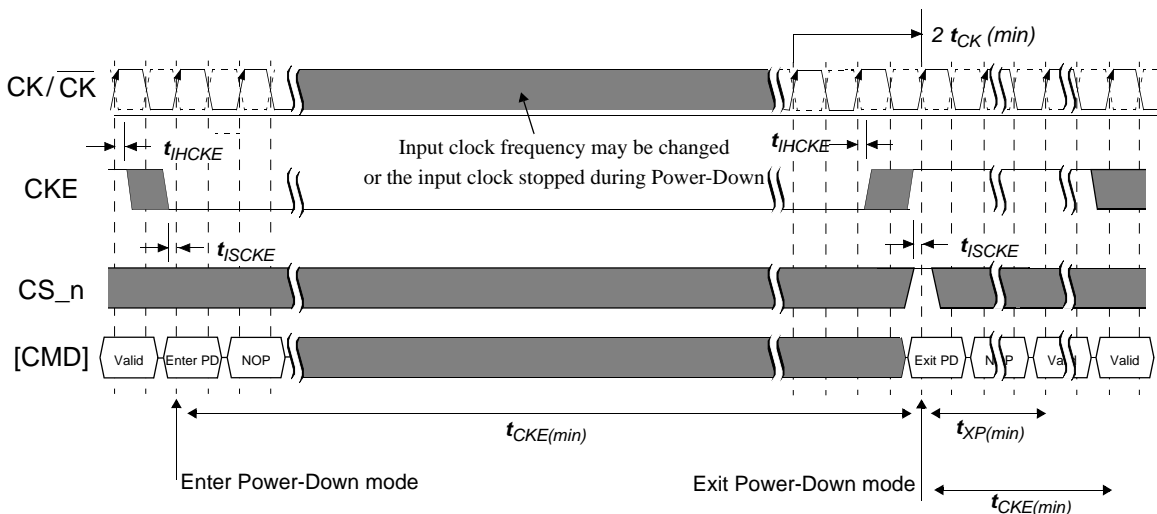 2 tCK (min)
CK/CK
tIHCKE
Input clock frequency may be changed
or the input clock stopped during Power-Down
tIHCKE
CKE
tISCKE
tISCKE
CS_n
[CMD]
Valid
Enter PD
NOP
Exit PD
NOP
Valid
Valid
tCKE(min)
tXP(min)
Enter Power-Down mode
Exit Power-Down mode
tCKE(min)